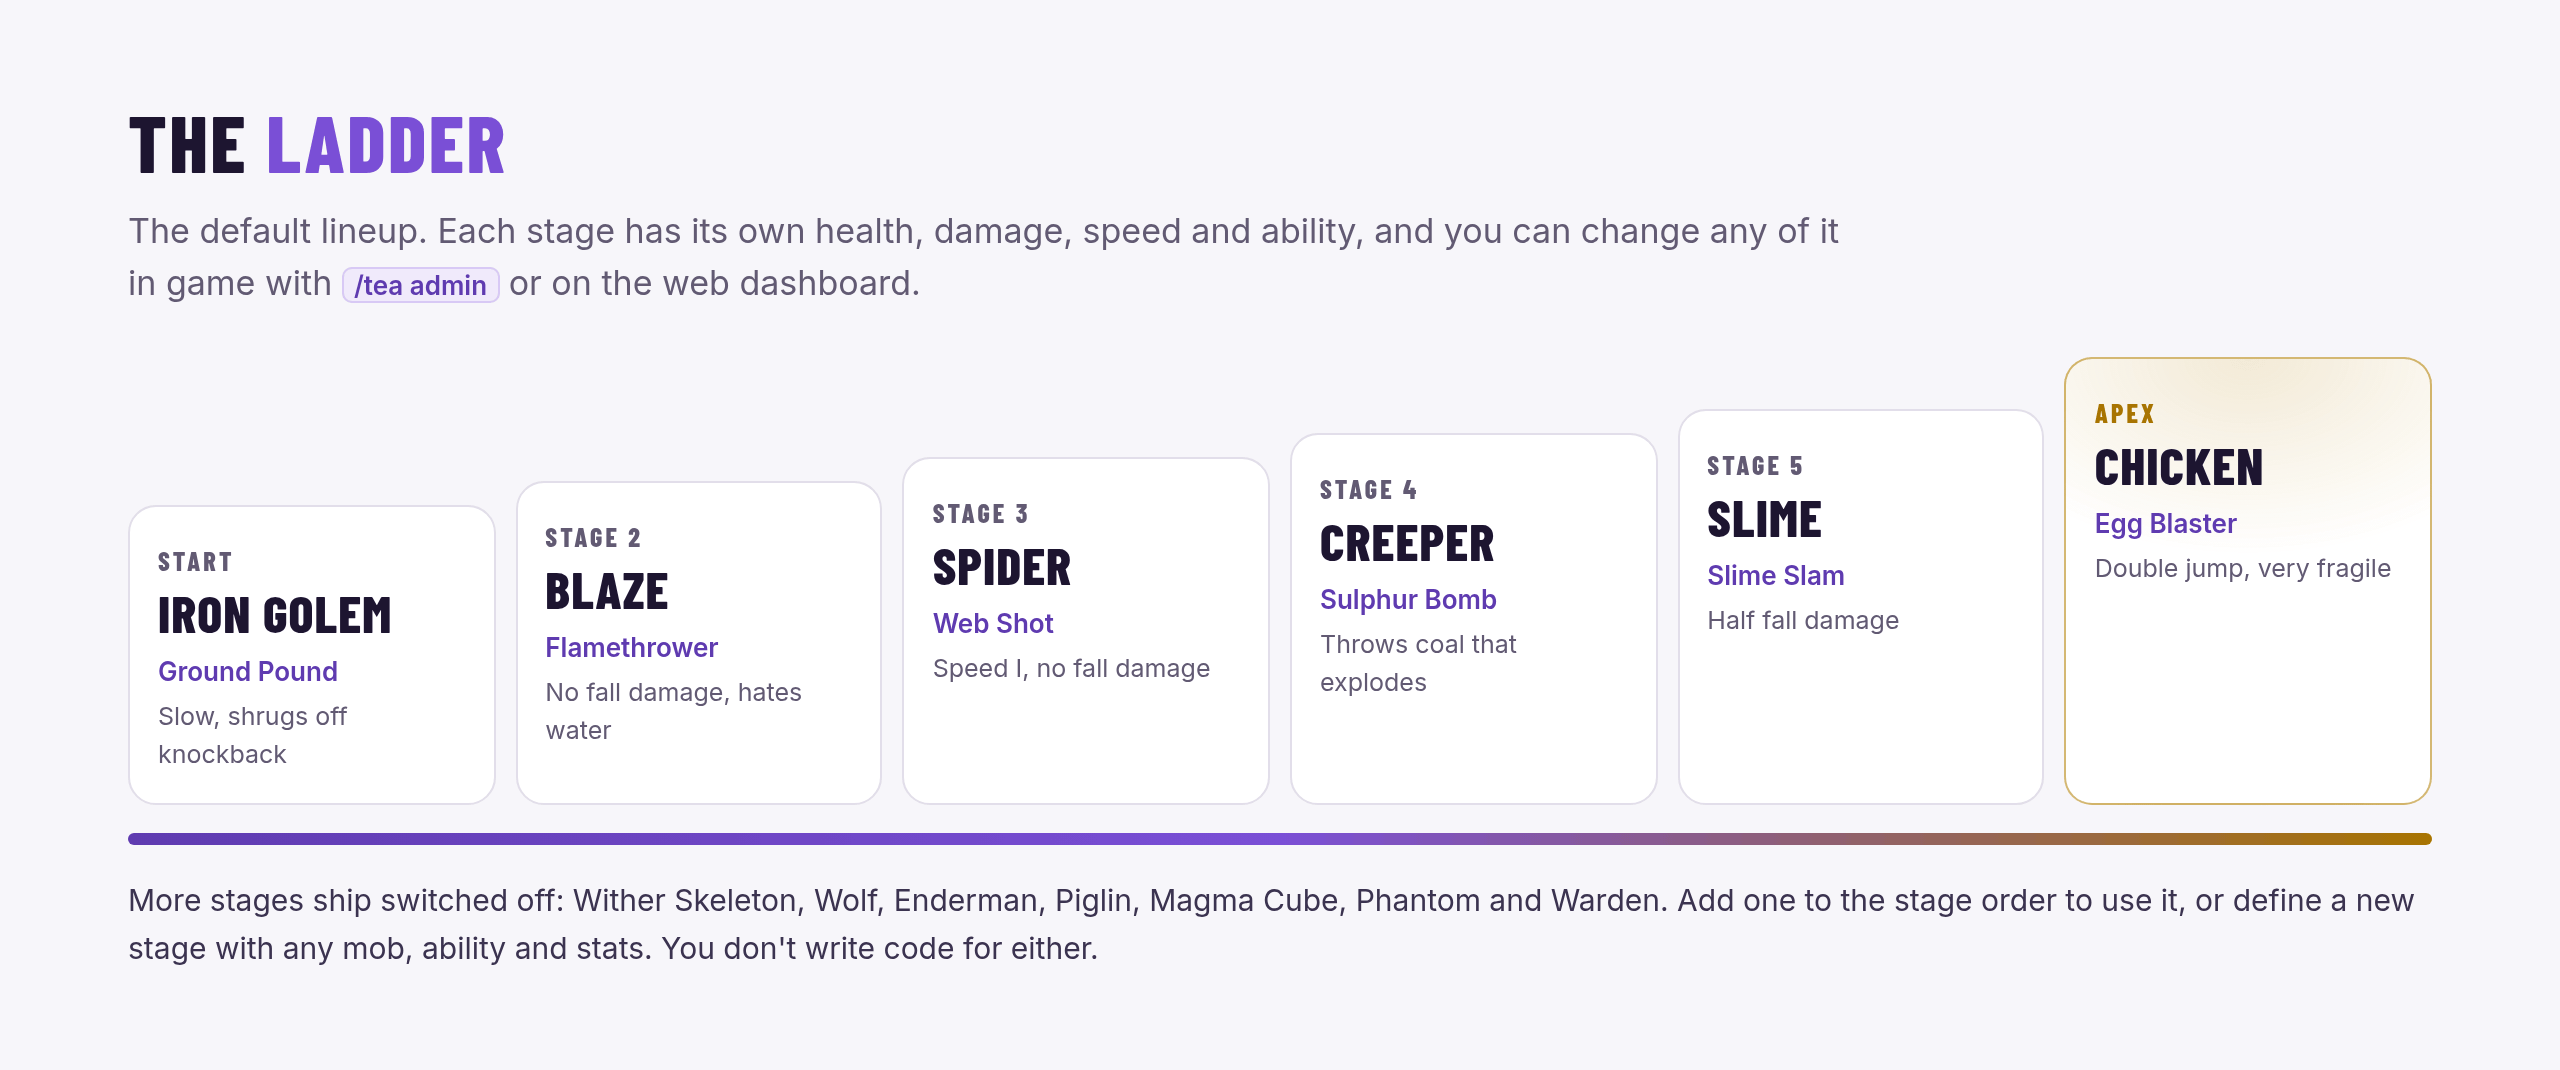 THE LADDER
The default lineup. Each stage has its own health, damage, speed and ability, and you can change any of it
in game with /tea admin or on the web dashboard.
START
IRON GOLEM
Ground Pound
Slow, shrugs off
knockback
STAGE 2
BLAZE
Flamethrower
No fall damage, hates
water
STAGE 3
SPIDER
Web Shot
Speed I, no fall damage
STAGE 4
CREEPER
Sulphur Bomb
Throws coal that
explodes
STAGE 5
SLIME
Slime Slam
Half fall damage
APEX
CHICKEN
Egg Blaster
Double jump, very fragile
More stages ship switched off: Wither Skeleton, Wolf, Enderman, Piglin, Magma Cube, Phantom and Warden. Add one to the stage order to use it, or define a new
stage with any mob, ability and stats. You don't write code for either.